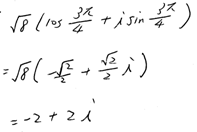 √8 (cos 3π/4 + i sin 3π/4)
= √8 (-√2/2 + √2/2 i)
= -2 + 2i